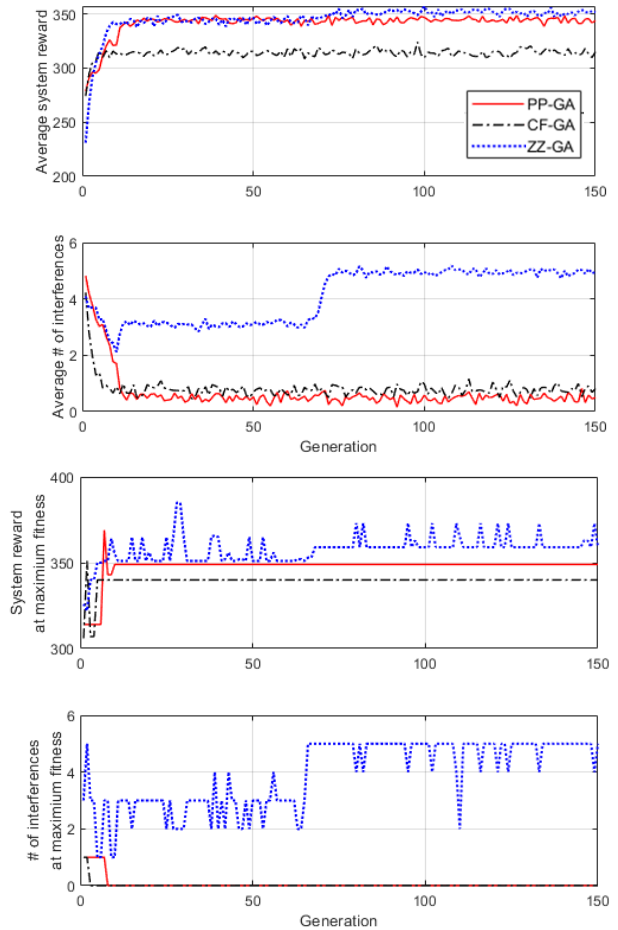 350
300
250
200
Average system reward
0
50
100
150
PP-GA
CF-GA
ZZ-GA
6
4
2
0
Average # of interferences
0
50
100
150
Generation
400
350
300
System reward
at maximum fitness
0
50
100
150
6
4
2
0
# of interferences
at maximum fitness
0
50
100
150
Generation